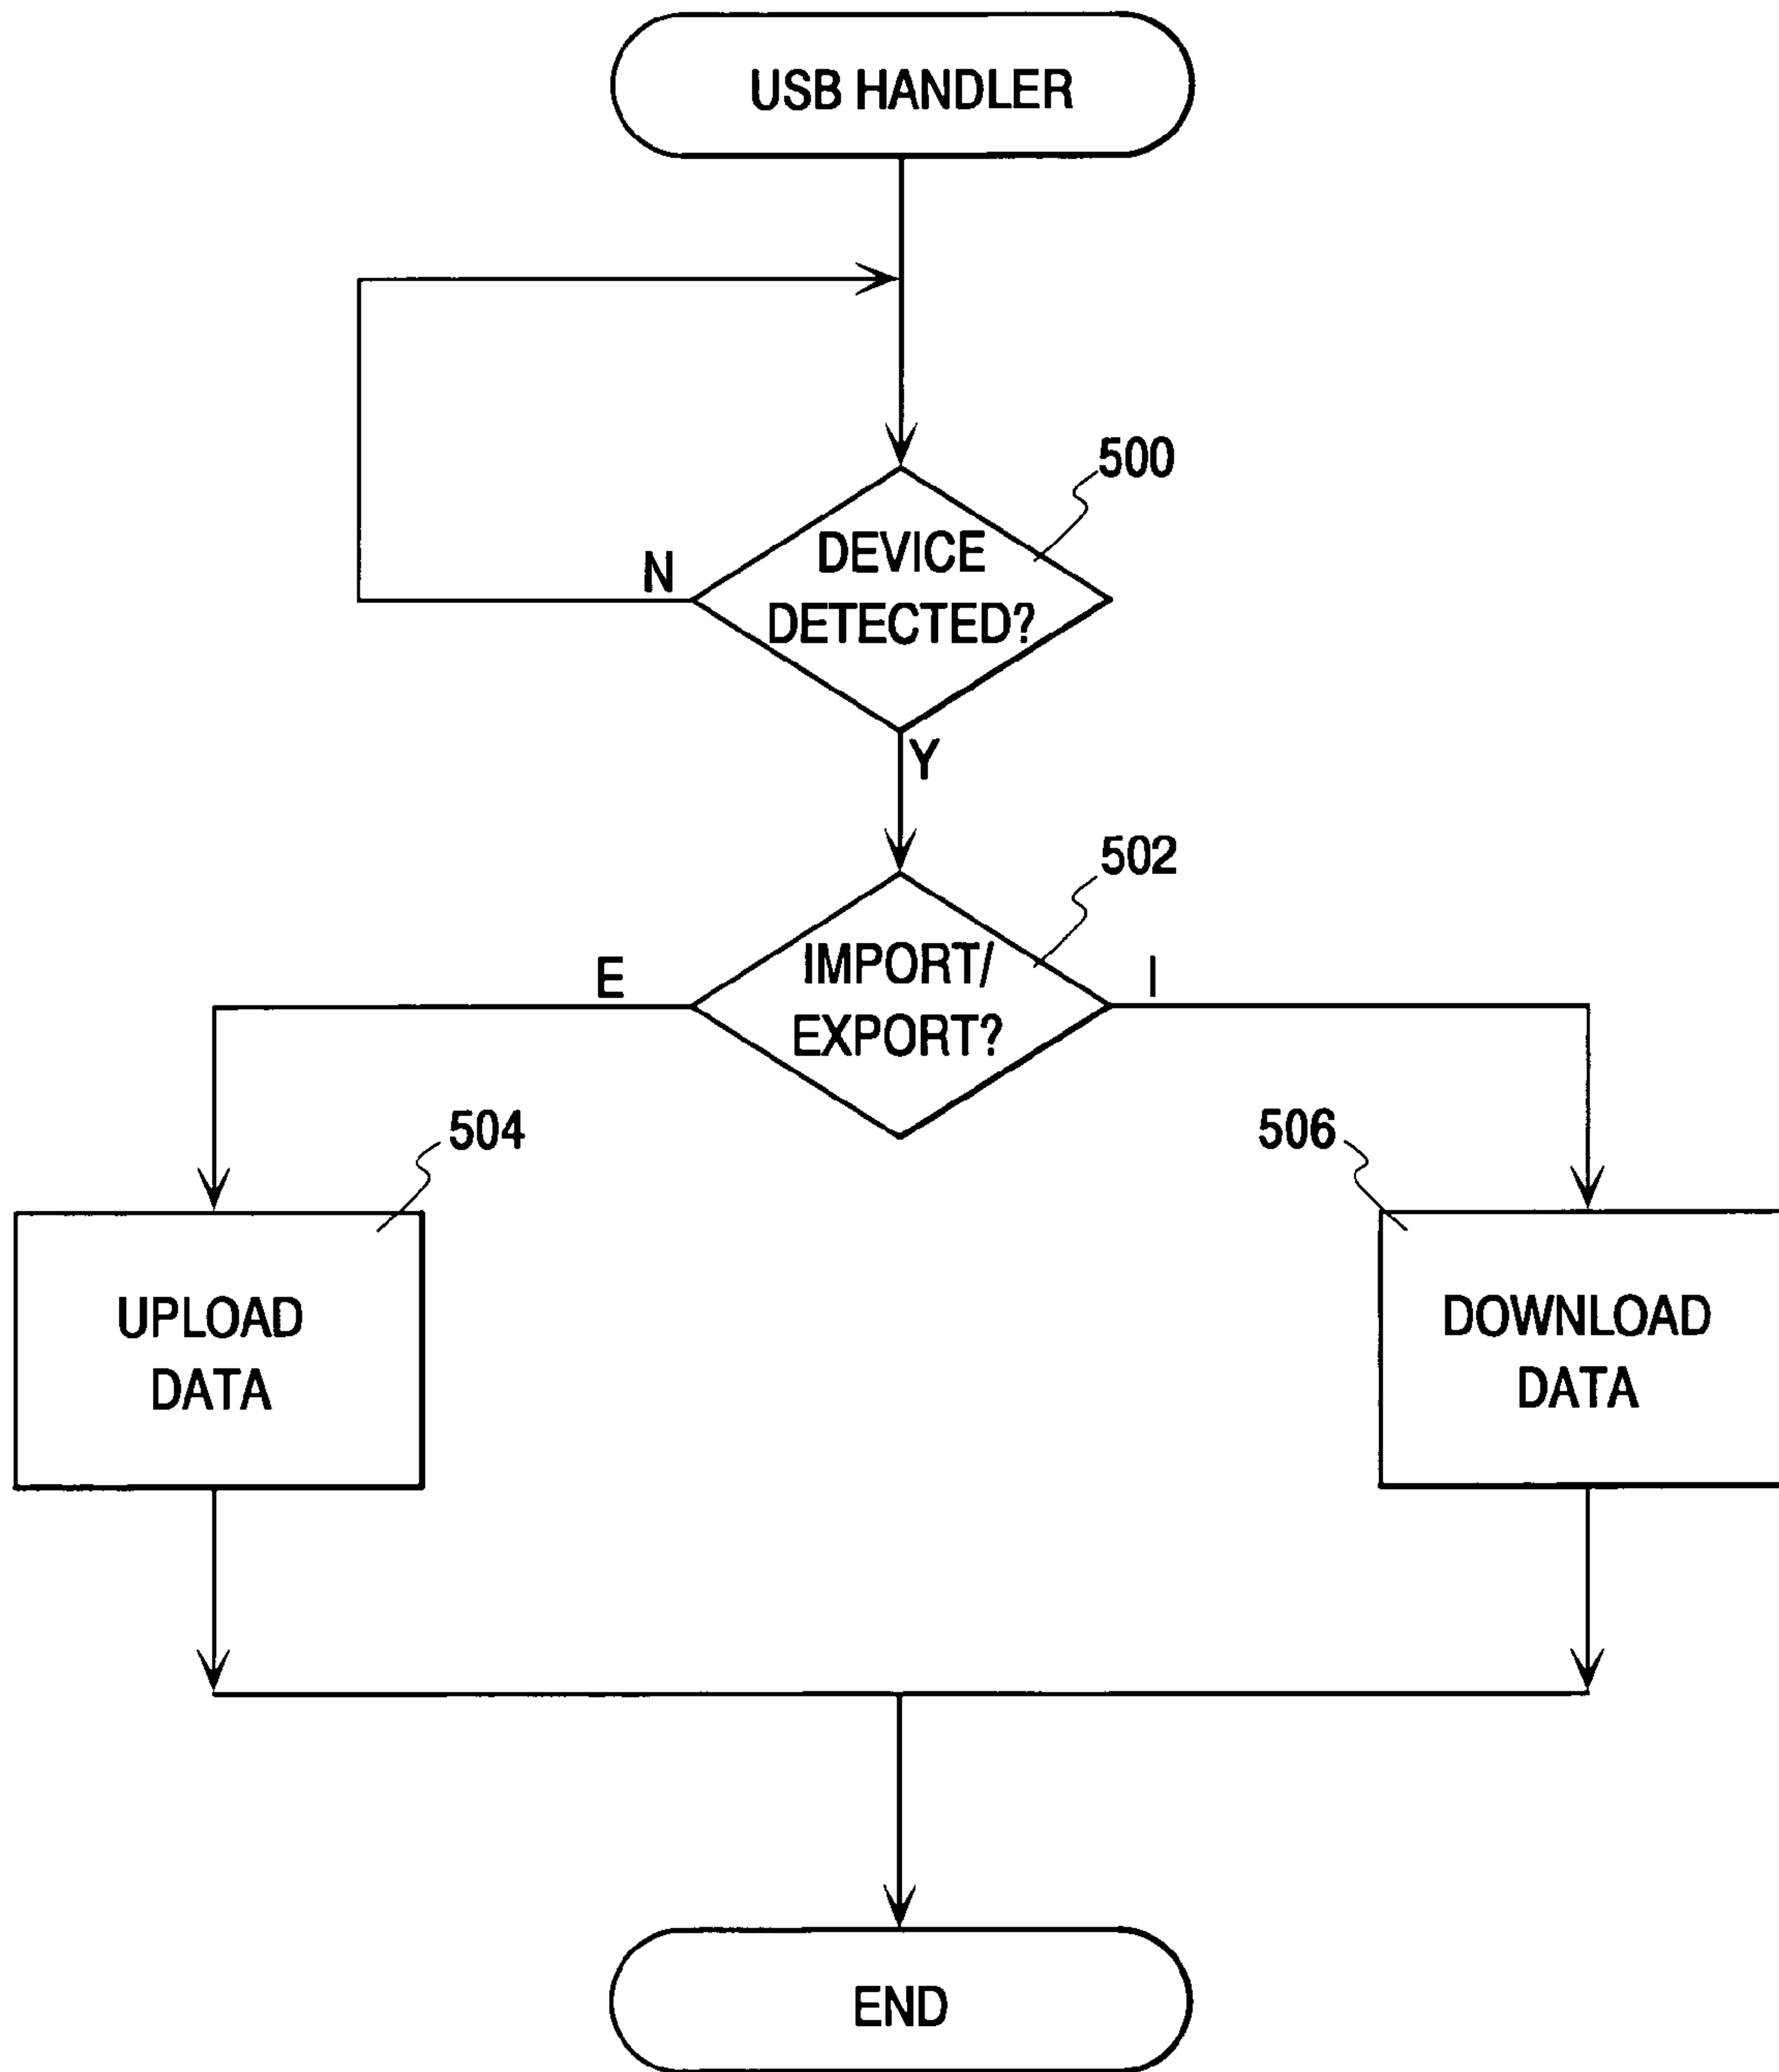 USB HANDLER
500
DEVICE
DETECTED?
N
Y
502
IMPORT/
EXPORT?
E
I
504
506
UPLOAD
DATA
DOWNLOAD
DATA
END